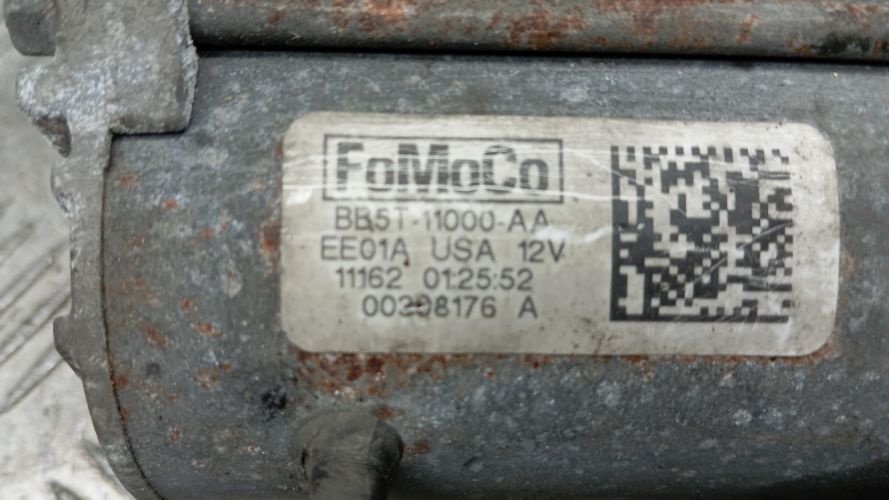 FoMoCo
BB5T-11000-AA
EE01A USA 12V
11162 01:25:52
00398176 A